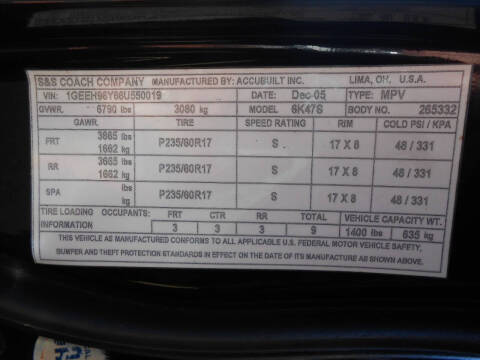 S&S COACH COMPANY MANUFACTURED BY: ACCUBUILT INC. LIMA, OH, U.S.A.
VIN: 1GEEH96Y66U550019 DATE: Dec-05 TYPE: MPV
GVWR. 6790 lbs 3080 kg MODEL 6K47S BODY NO. 265332
GAWR. TIRE SPEED RATING RIM COLD PSI / KPA
FRT 3665 lbs 1662 kg P235/60R17 S 17 X 8 48 / 331
RR 3665 lbs 1662 kg P235/60R17 S 17 X 8 48 / 331
SPA lbs kg P235/60R17 S 17 X 8 48 / 331
TIRE LOADING OCCUPANTS: FRT CTR RR TOTAL VEHICLE CAPACITY WT.
INFORMATION 3 3 3 9 1400 lbs 635 kg
THIS VEHICLE AS MANUFACTURED CONFORMS TO ALL APPLICABLE U.S. FEDERAL MOTOR VEHICLE SAFETY,
BUMPER AND THEFT PROTECTION STANDARDS IN EFFECT ON THE DATE OF MANUFACTURE SHOWN ABOVE.